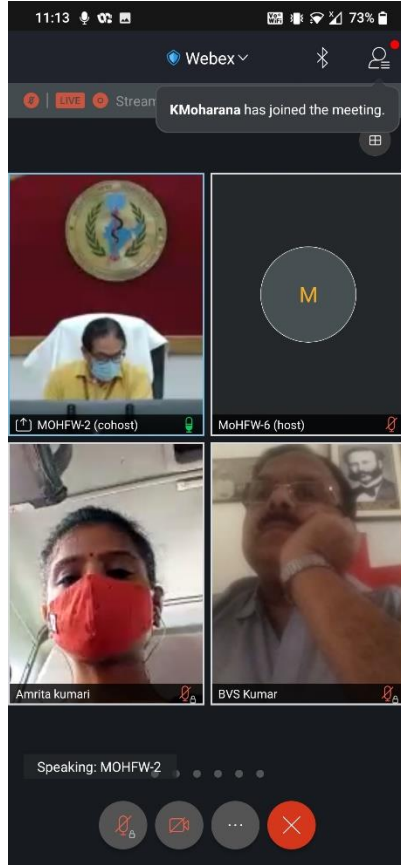 11:13
73%
Webex
LIVE
Stream
KMoharana has joined the meeting.
M
MOHFW-2 (cohost)
MoHFW-6 (host)
Amrita kumari
BVS Kumar
Speaking: MOHFW-2